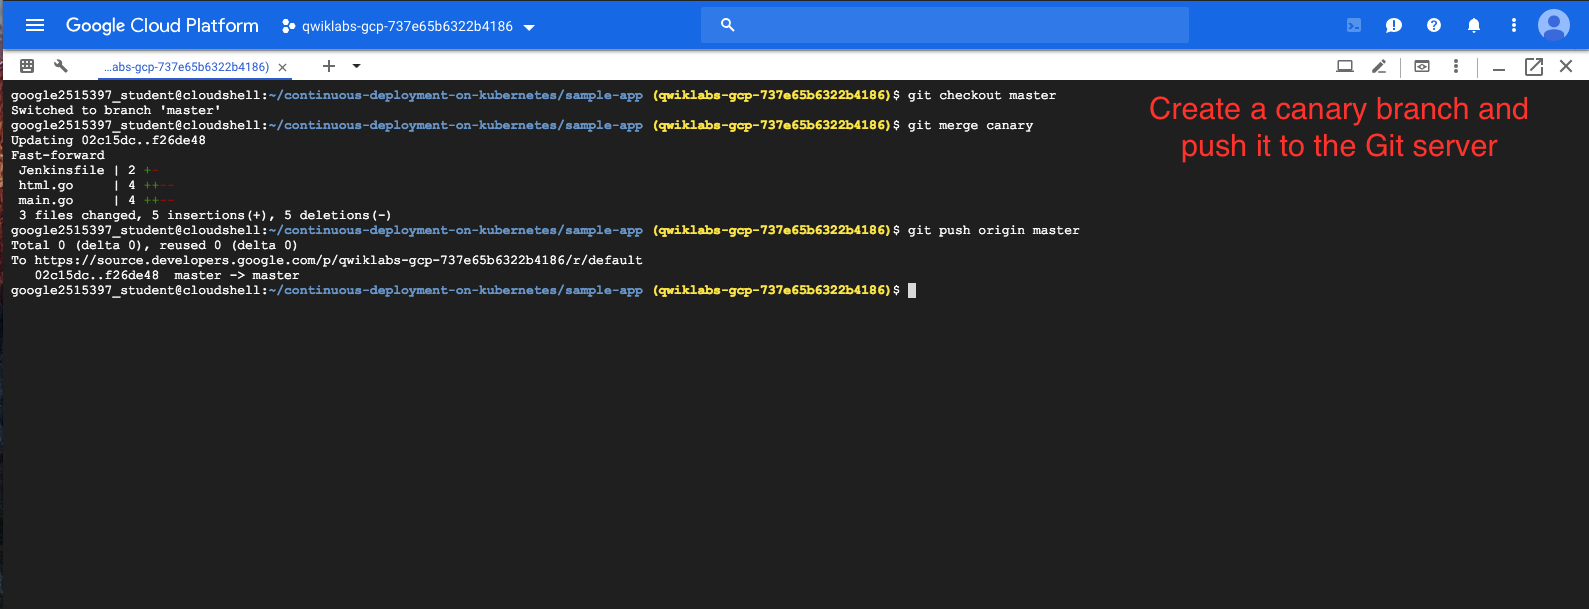 Google Cloud Platform
qwiklabs-gcp-737e65b6322b4186
...abs-gcp-737e65b6322b4186)
google2515397_student@cloudshell:~/continuous-deployment-on-kubernetes/sample-app (qwiklabs-gcp-737e65b6322b4186)$ git checkout master
Switched to branch 'master'
google2515397_student@cloudshell:~/continuous-deployment-on-kubernetes/sample-app (qwiklabs-gcp-737e65b6322b4186)$ git merge canary
Updating 02c15dc..f26de48
Fast-forward
 Jenkinsfile | 2 +-
 html.go     | 4 ++--
 main.go     | 4 ++--
 3 files changed, 5 insertions(+), 5 deletions(-)
google2515397_student@cloudshell:~/continuous-deployment-on-kubernetes/sample-app (qwiklabs-gcp-737e65b6322b4186)$ git push origin master
Total 0 (delta 0), reused 0 (delta 0)
To https://source.developers.google.com/p/qwiklabs-gcp-737e65b6322b4186/r/default
   02c15dc..f26de48  master -> master
google2515397_student@cloudshell:~/continuous-deployment-on-kubernetes/sample-app (qwiklabs-gcp-737e65b6322b4186)$
Create a canary branch and
push it to the Git server